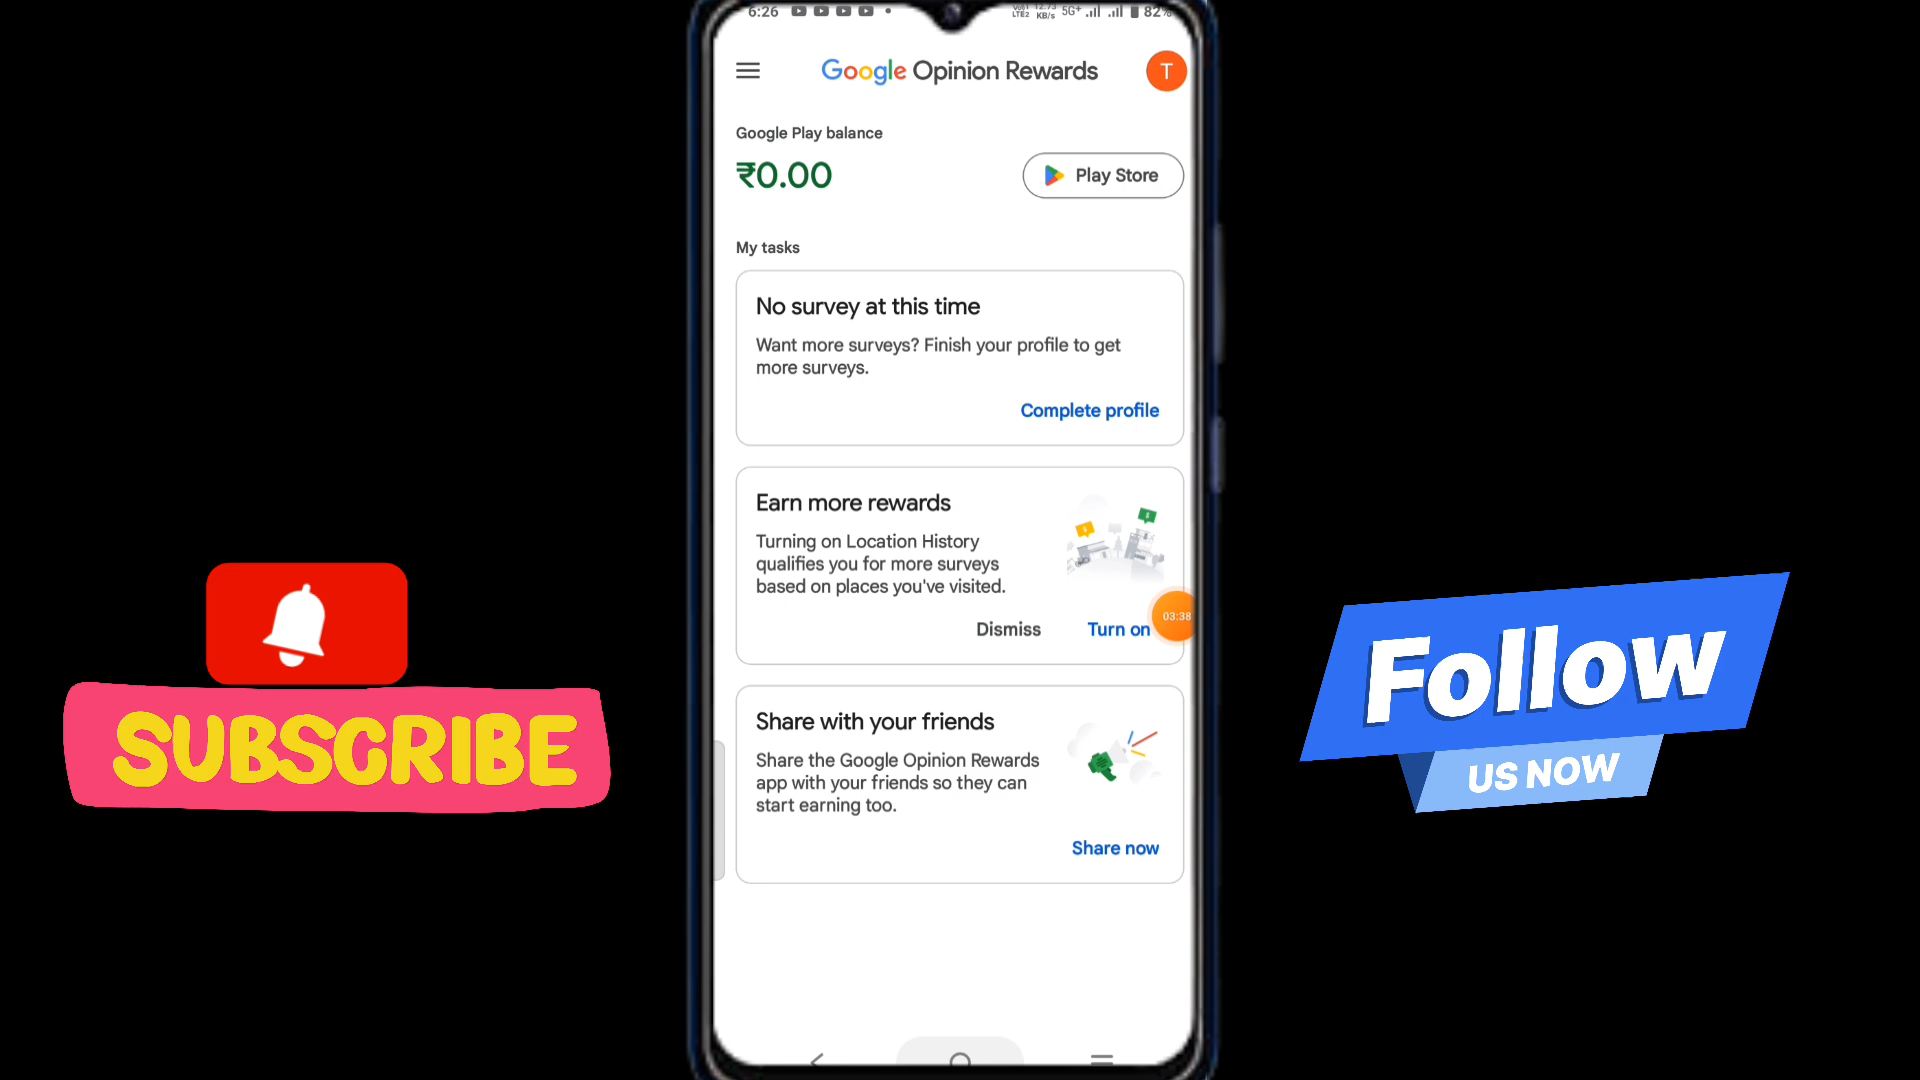 6:26
VoLTE2 12.73 KB/s 5G+ 82%
Google Opinion Rewards
T
Google Play balance
₹0.00
Play Store
My tasks
No survey at this time
Want more surveys? Finish your profile to get
more surveys.
Complete profile
Earn more rewards
Turning on Location History
qualifies you for more surveys
based on places you've visited.
Dismiss
Turn on
03:38
Share with your friends
Share the Google Opinion Rewards
app with your friends so they can
start earning too.
Share now
SUBSCRIBE
Follow
US NOW